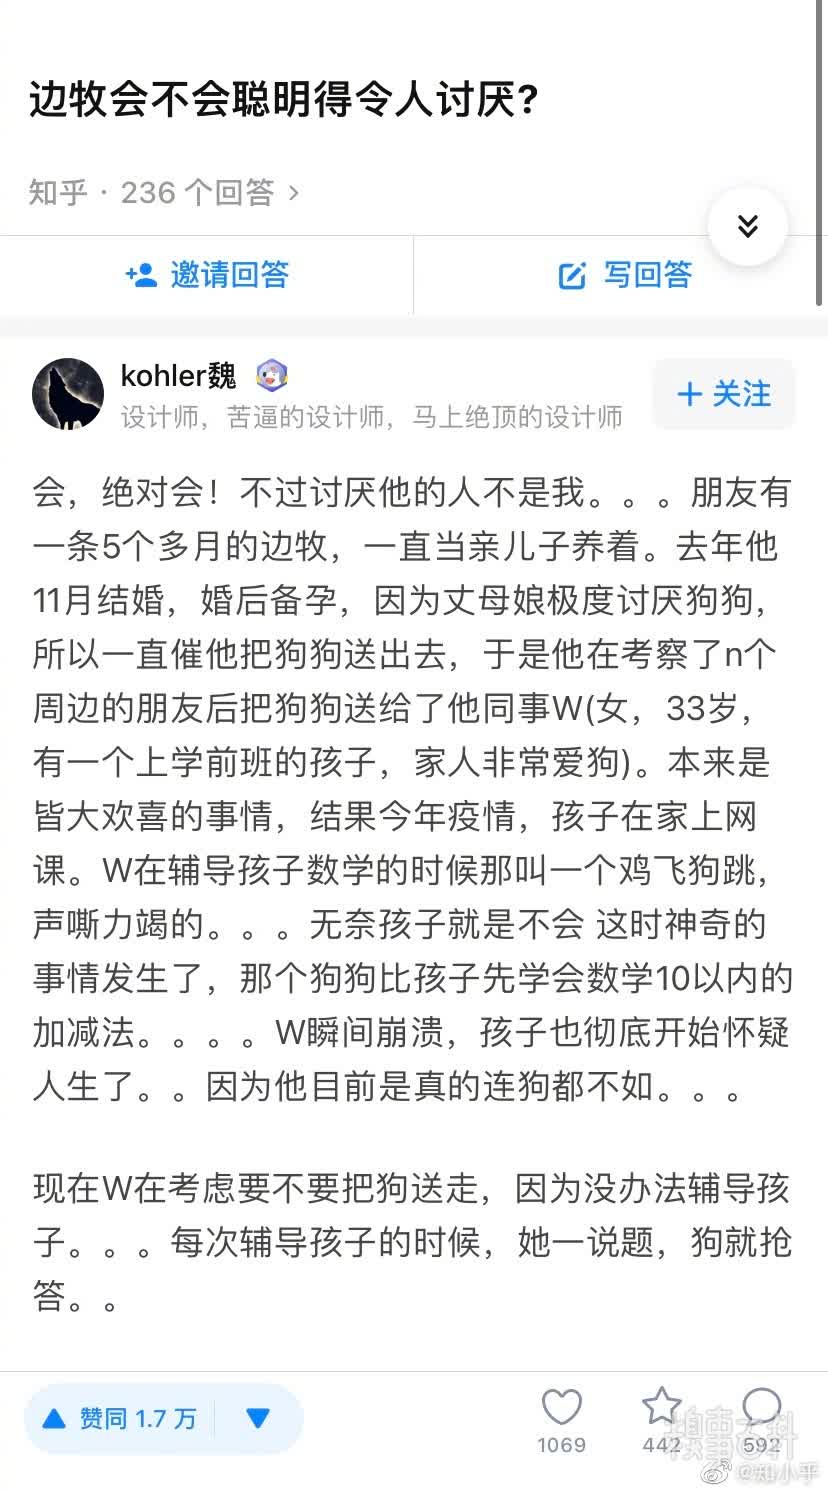 边牧会不会聪明得令人讨厌?
知乎 · 236 个回答 >
邀请回答
写回答
kohler魏
设计师，苦逼的设计师，马上绝顶的设计师
+ 关注
会，绝对会！不过讨厌他的人不是我。。。朋友有
一条5个多月的边牧，一直当亲儿子养着。去年他
11月结婚，婚后备孕，因为丈母娘极度讨厌狗狗，
所以一直催他把狗狗送出去，于是他在考察了n个
周边的朋友后把狗狗送给了他同事W(女，33岁，
有一个上学前班的孩子，家人非常爱狗)。本来是
皆大欢喜的事情，结果今年疫情，孩子在家上网
课。W在辅导孩子数学的时候那叫一个鸡飞狗跳，
声嘶力竭的。。。无奈孩子就是不会 这时神奇的
事情发生了，那个狗狗比孩子先学会数学10以内的
加减法。。。。W瞬间崩溃，孩子也彻底开始怀疑
人生了。。因为他目前是真的连狗都不如。。。
现在W在考虑要不要把狗送走，因为没办法辅导孩
子。。。每次辅导孩子的时候，她一说题，狗就抢
答。。
赞同 1.7 万
1069
442
592
@知小乎